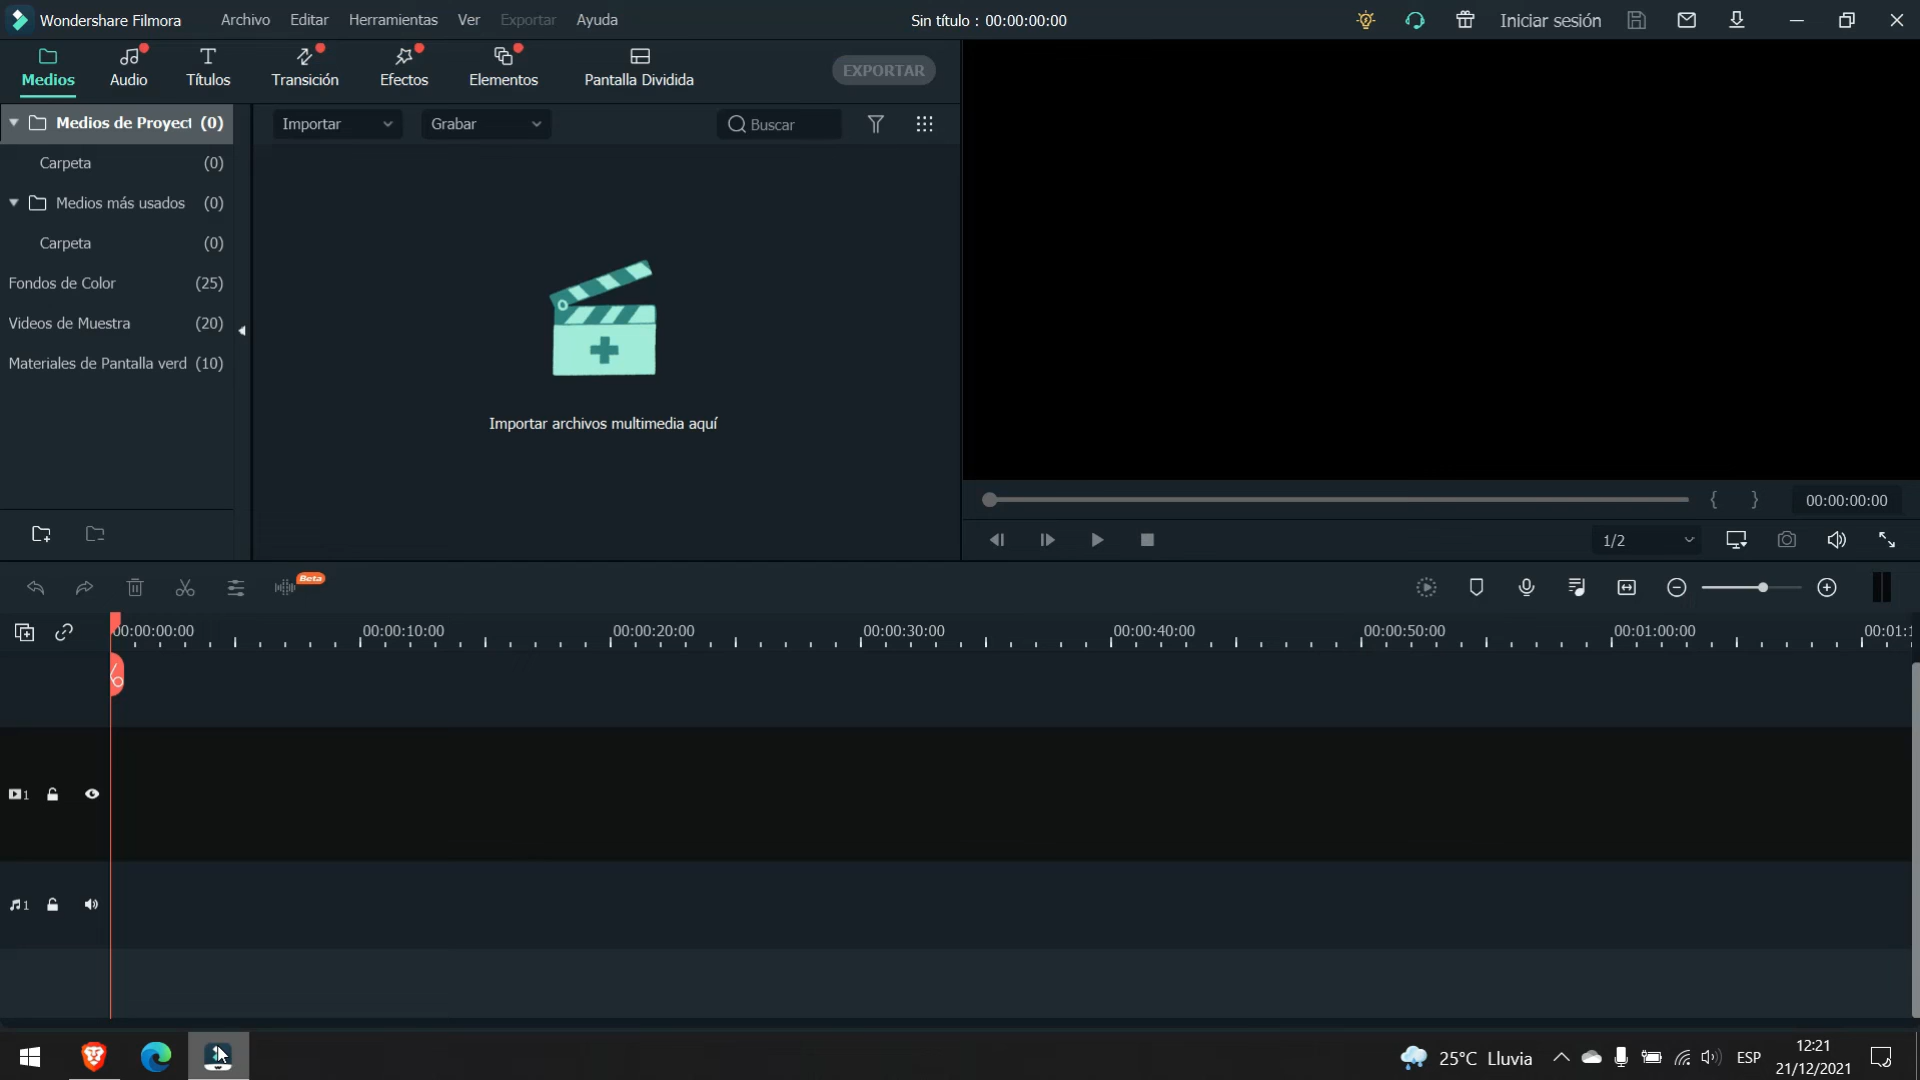 Wondershare Filmora Archivo Editar Herramientas Ver Exportar Ayuda Sin título : 00:00:00:00 Iniciar sesión
Medios Audio Títulos Transición Efectos Elementos Pantalla Dividida EXPORTAR
Medios de Proyect (0)
Carpeta (0)
Medios más usados (0)
Carpeta (0)
Fondos de Color (25)
Videos de Muestra (20)
Materiales de Pantalla verd (10)
Importar Grabar Buscar
Importar archivos multimedia aquí
{ } 00:00:00:00
1/2
Beta
00:00:00:00 00:00:10:00 00:00:20:00 00:00:30:00 00:00:40:00 00:00:50:00 00:01:00:00 00:01:1
1
1
25°C Lluvia ESP 12:21
21/12/2021